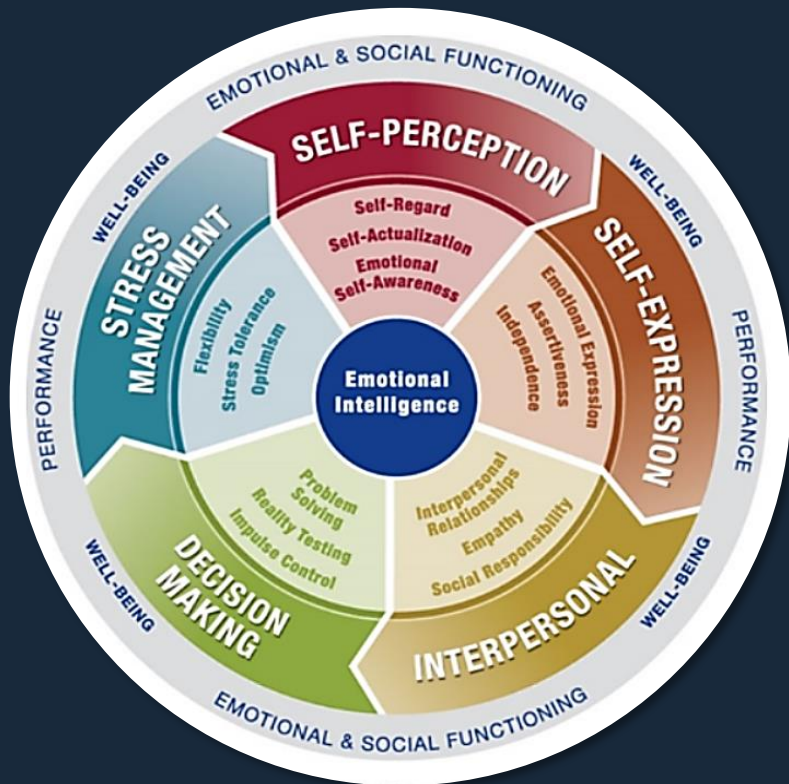 EMOTIONAL & SOCIAL FUNCTIONING
WELL-BEING
PERFORMANCE
WELL-BEING
EMOTIONAL & SOCIAL FUNCTIONING
WELL-BEING
PERFORMANCE
WELL-BEING
SELF-PERCEPTION
Self-Regard
Self-Actualization
Emotional
Self-Awareness
SELF-EXPRESSION
Emotional Expression
Assertiveness
Independence
INTERPERSONAL
Interpersonal
Relationships
Empathy
Social Responsibility
DECISION
MAKING
Problem
Solving
Reality Testing
Impulse Control
STRESS
MANAGEMENT
Flexibility
Stress Tolerance
Optimism
Emotional
Intelligence